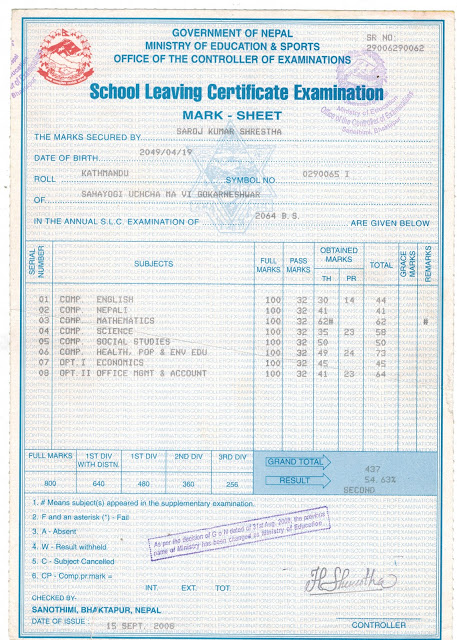 GOVERNMENT OF NEPAL
SR NO:
MINISTRY OF EDUCATION & SPORTS
29006290062
OFFICE OF THE CONTROLLER OF EXAMINATIONS
School Leaving Certificate Examination
Ministry of Education
Office of the Controller of Examinations
Sanothimi, Bhaktapur
MARK - SHEET
THE MARKS SECURED BY SAROJ KUMAR SHRESTHA
DATE OF BIRTH 2049/04/19
ROLL KATHMANDU SYMBOL NO. 0290065 I
OF SAHAYOGI UCHCHA MA VI GOKARNESHWAR
IN THE ANNUAL S.L.C. EXAMINATION OF 2064 B.S. ARE GIVEN BELOW
SERIAL NUMBER SUBJECTS FULL MARKS PASS MARKS OBTAINED MARKS TH PR TOTAL GRACE MARKS REMARKS
01 COMP. ENGLISH 100 32 30 14 44
02 COMP. NEPALI 100 32 41 41
03 COMP. MATHEMATICS 100 32 62# 62 #
04 COMP. SCIENCE 100 32 35 23 58
05 COMP. SOCIAL STUDIES 100 32 50 50
06 COMP. HEALTH, POP & ENV EDU 100 32 49 24 73
07 OPT.I ECONOMICS 100 32 45 45
08 OPT.II OFFICE MGMT & ACCOUNT 100 32 41 23 64
FULL MARKS 1ST DIV WITH DISTN. 1ST DIV 2ND DIV 3RD DIV GRAND TOTAL 437
800 640 480 360 256 RESULT 54.63%
SECOND
1. # Means subject(s) appeared in the supplementary examination.
2. F and an asterisk (*) - Fail
3. A - Absent
4. W - Result withheld
5. C - Subject Cancelled
6. CP - Comp.pr.mark =
INT. EXT. TOT.
As per the decision of G o N dated of 31st Aug. 2008, the previous
name of Ministry has been changed as Ministry of Education
CHECKED BY-
SANOTHIMI, BHAKTAPUR, NEPAL
DATE OF ISSUE : 15 SEPT. 2008
CONTROLLER